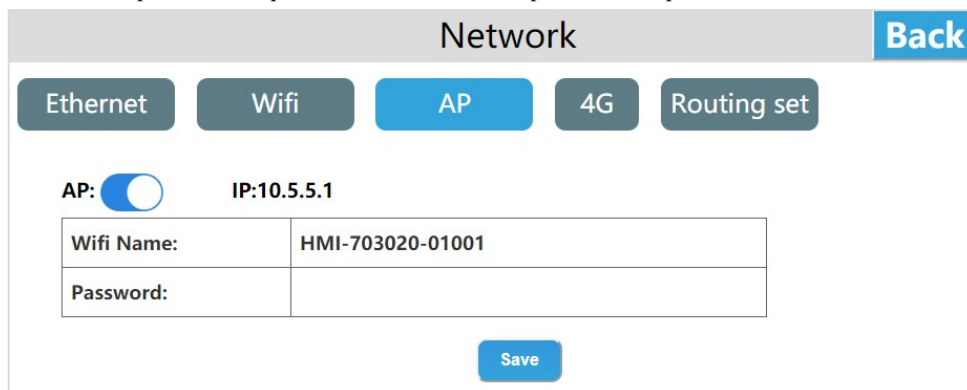 Network
Back
Ethernet Wifi AP 4G Routing set
AP: IP:10.5.5.1
Wifi Name: HMI-703020-01001
Password:
Save